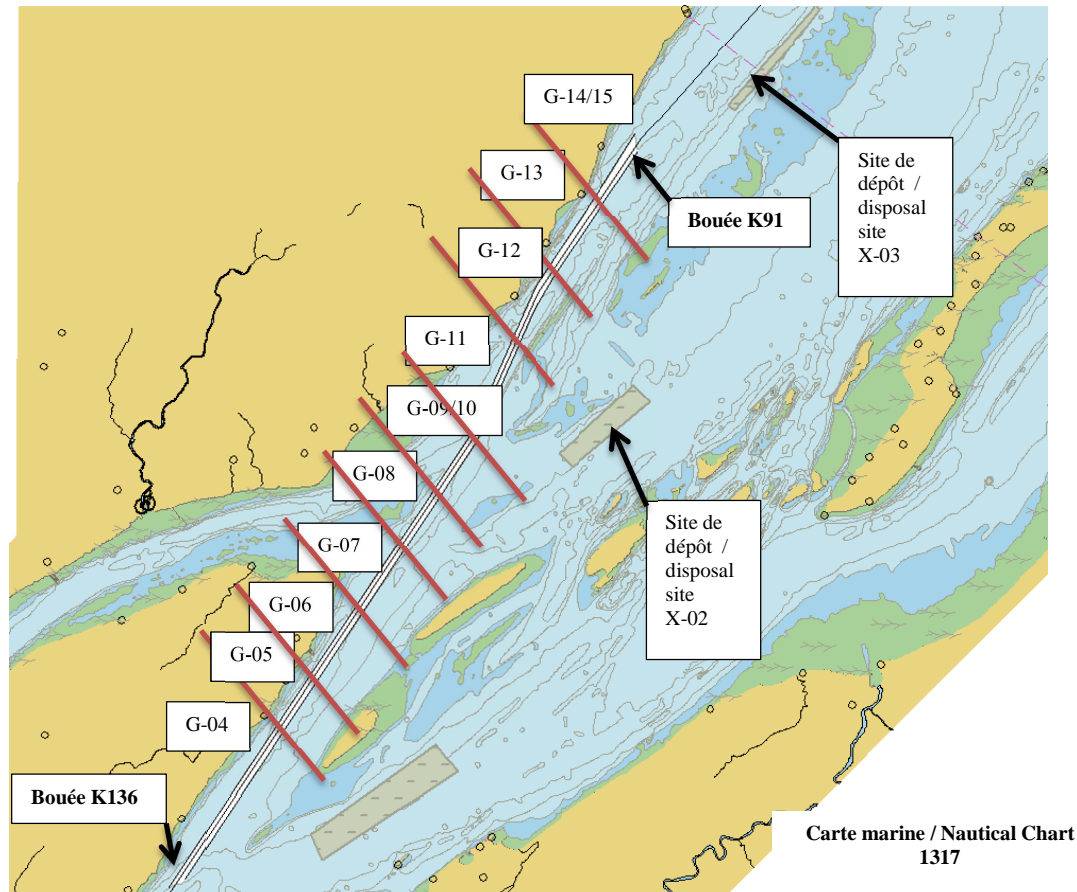 G-14/15
G-13
G-12
G-11
G-09/10
G-08
G-07
G-06
G-05
G-04
Bouée K136
Bouée K91
Site de
dépôt /
disposal
site
X-03
Site de
dépôt /
disposal
site
X-02
Carte marine / Nautical Chart
1317